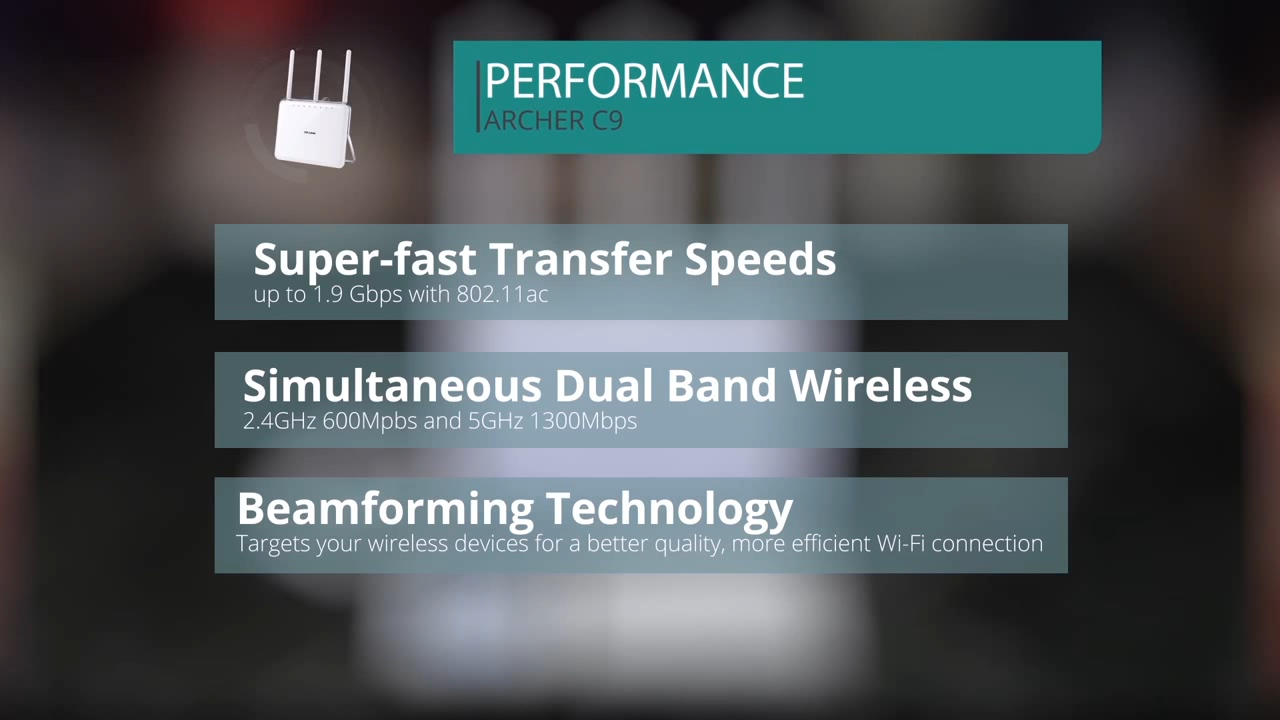 PERFORMANCE
ARCHER C9
Super-fast Transfer Speeds
up to 1.9 Gbps with 802.11ac
Simultaneous Dual Band Wireless
2.4GHz 600Mpbs and 5GHz 1300Mbps
Beamforming Technology
Targets your wireless devices for a better quality, more efficient Wi-Fi connection